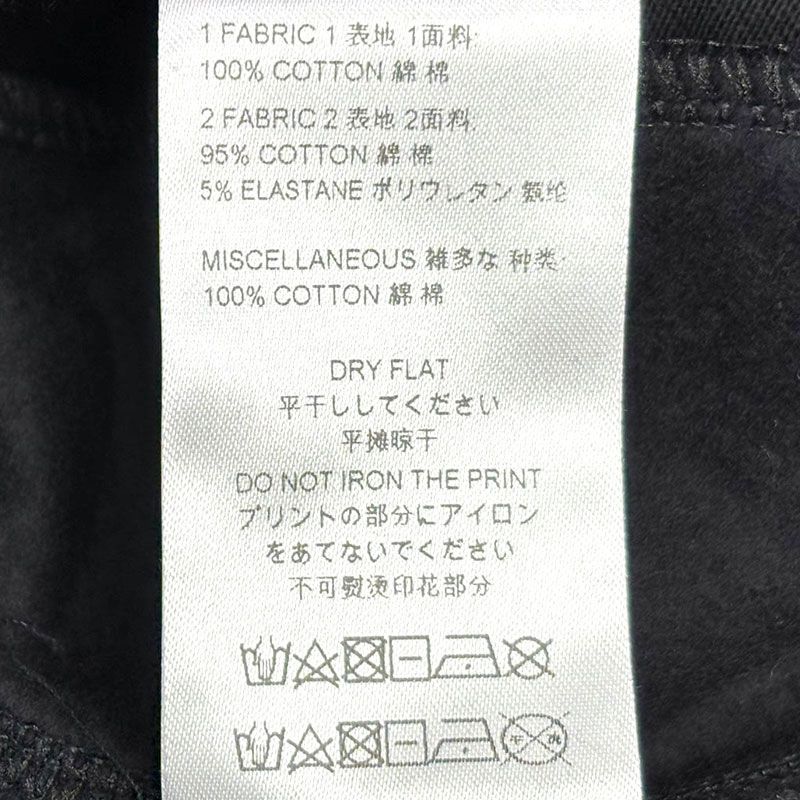 1 FABRIC 1 表地 1面料
100% COTTON 綿 棉
2 FABRIC 2 表地 2面料
95% COTTON 綿 棉
5% ELASTANE ポリウレタン 氨纶
MISCELLANEOUS 雑多な 种类
100% COTTON 綿 棉
DRY FLAT
平干ししてください
平摊晾干
DO NOT IRON THE PRINT
プリントの部分にアイロン
をあてないでください
不可熨烫印花部分